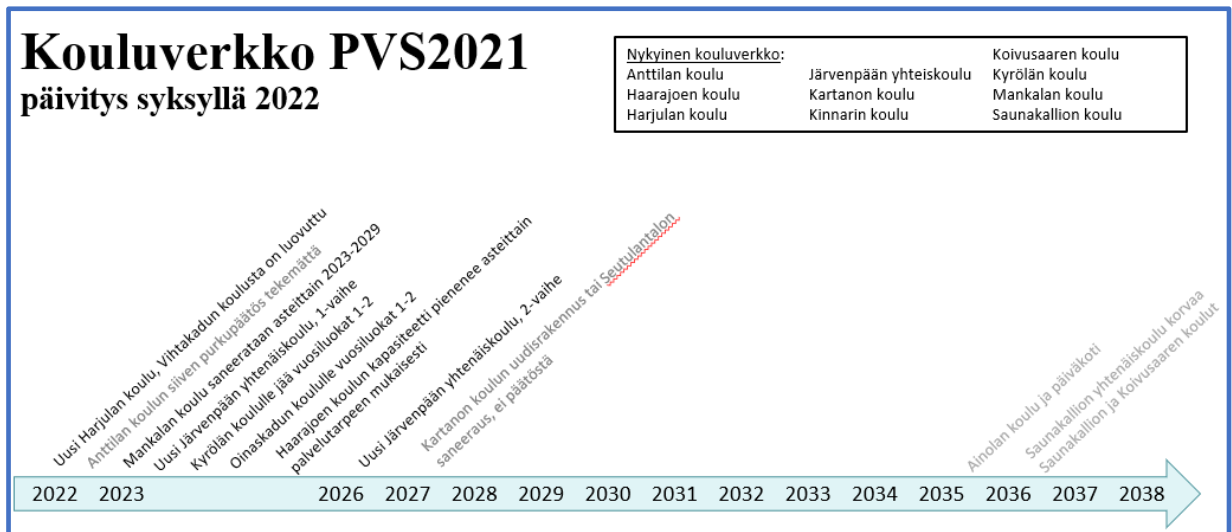 Kouluverkko PVS2021
päivitys syksyllä 2022
Nykyinen kouluverkko:
Anttilan koulu
Haarajoen koulu
Harjulan koulu
Järvenpään yhteiskoulu
Kartanon koulu
Kinnarin koulu
Koivusaaren koulu
Kyrölän koulu
Mankalan koulu
Saunakallion koulu
Uusi Harjulan koulu, Vihtakadun koulusta on luovuttu
Anttilan koulun siiven purkupäätös tekemättä
Mankalan koulu saneerataan asteittain 2023-2029
Uusi Järvenpään yhtenäiskoulu, 1-vaihe
Kyrölän koululle jää vuosiluokat 1-2
Oinaskadun koululle vuosiluokat 1-2
Haarajoen koulun kapasiteetti pienenee asteittain
palvelutarpeen mukaisesti
Uusi Järvenpään yhtenäiskoulu, 2-vaihe
Kartanon koulun uudisrakennus tai Seutulantalon
saneeraus, ei päätöstä
Ainolan koulu ja päiväkoti
Saunakallion yhtenäiskoulu korvaa
Saunakallion ja Koivusaaren koulut
2022 2023 2026 2027 2028 2029 2030 2031 2032 2033 2034 2035 2036 2037 2038